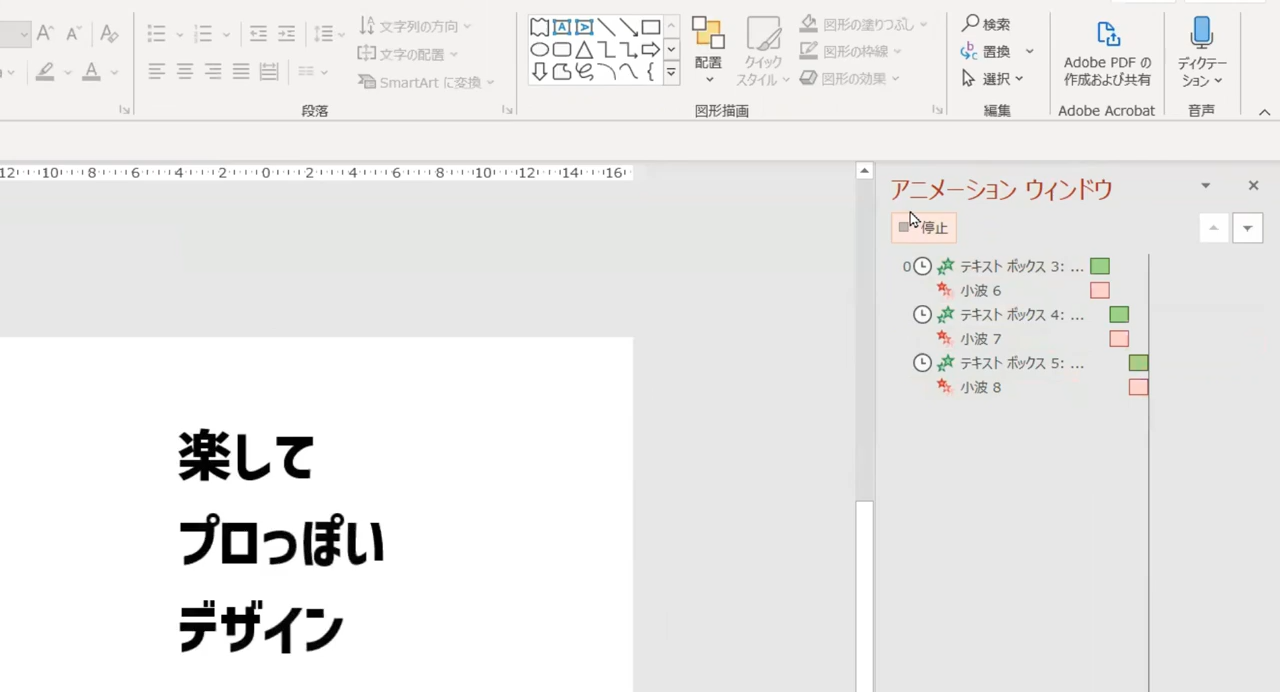 文字列の方向
文字の配置
SmartArt に変換
段落
配置
クイック
スタイル
図形の塗りつぶし
図形の枠線
図形の効果
図形描画
検索
置換
選択
編集
Adobe PDF の
作成および共有
Adobe Acrobat
ディクテー
ション
音声
12 10 8 6 4 2 0 2 4 6 8 10 12 14 16
アニメーション ウィンドウ
停止
0 テキスト ボックス 3: ...
小波 6
テキスト ボックス 4: ...
小波 7
テキスト ボックス 5: ...
小波 8
楽して
プロっぽい
デザイン